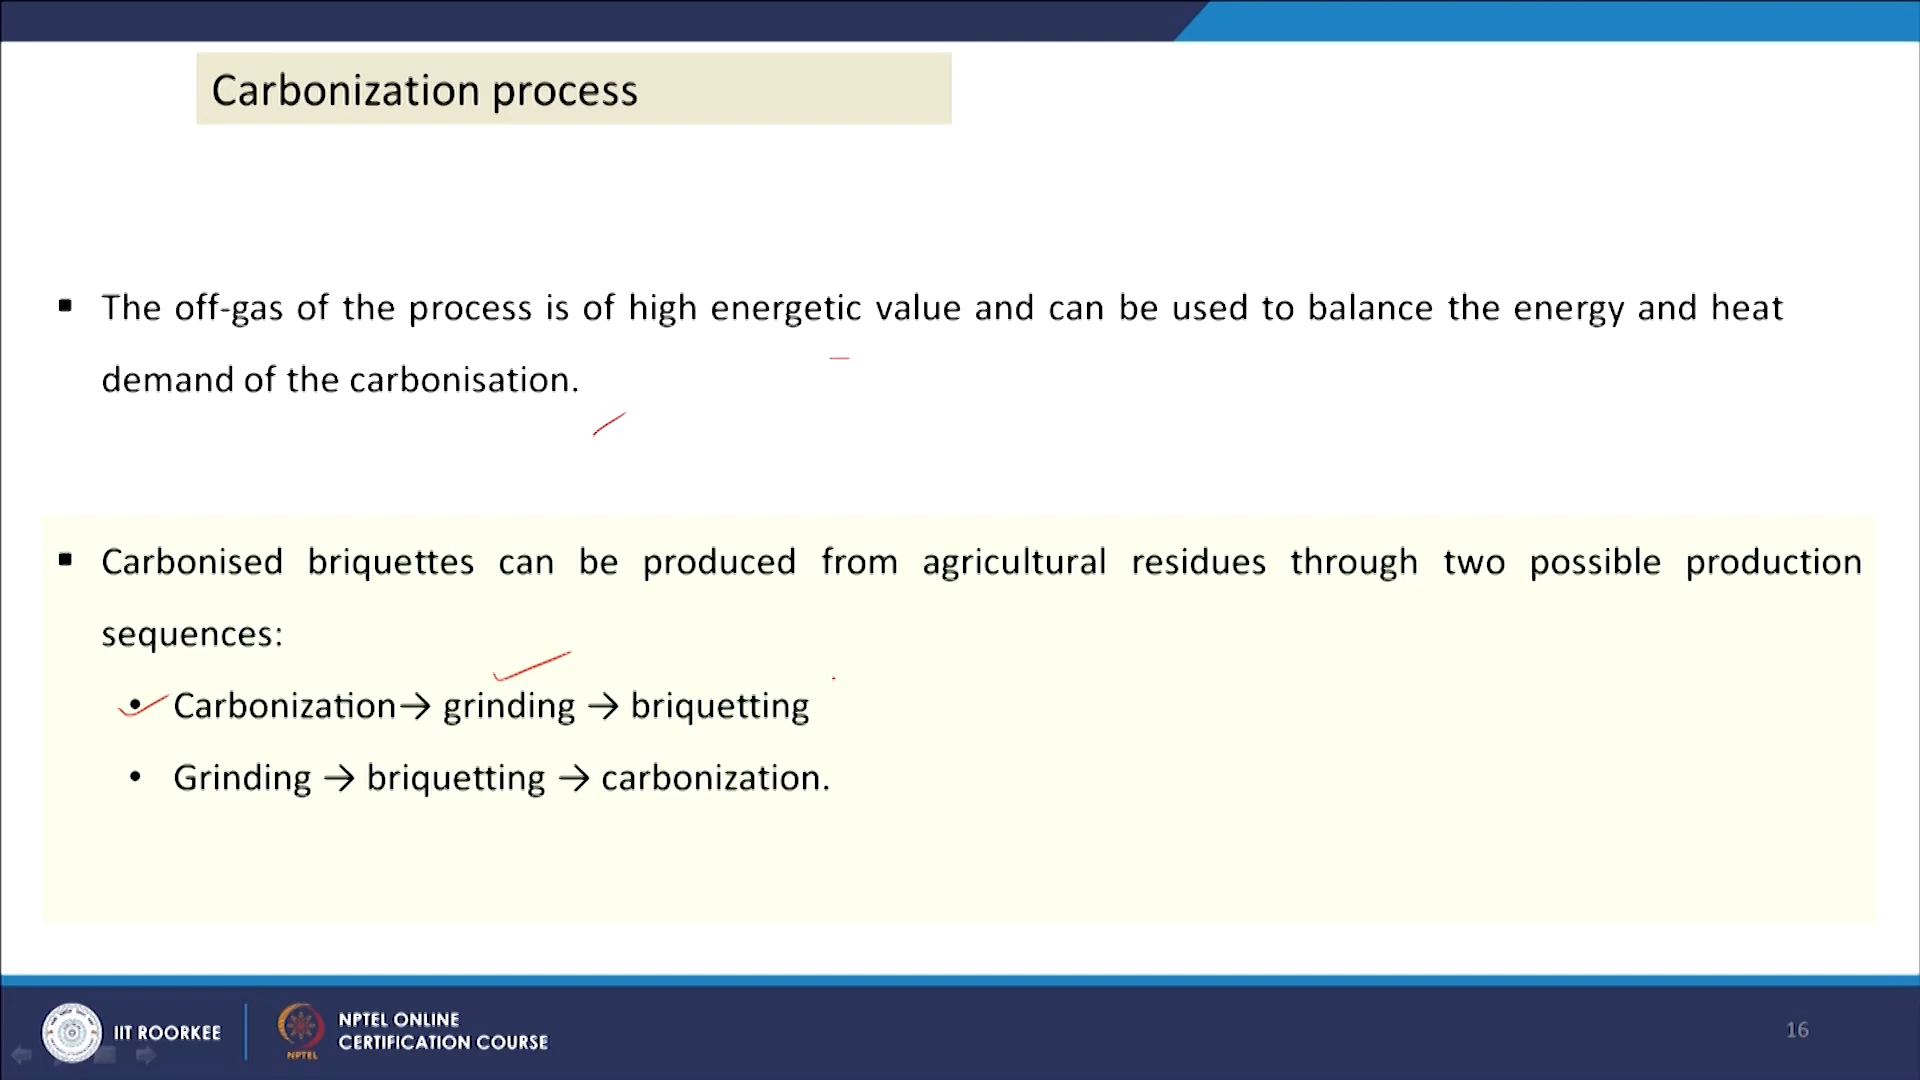 Carbonization process
▪ The off-gas of the process is of high energetic value and can be used to balance the energy and heat
demand of the carbonisation.
▪ Carbonised briquettes can be produced from agricultural residues through two possible production
sequences:
• Carbonization→ grinding → briquetting
• Grinding → briquetting → carbonization.
IIT ROORKEE
NPTEL
NPTEL ONLINE
CERTIFICATION COURSE
16